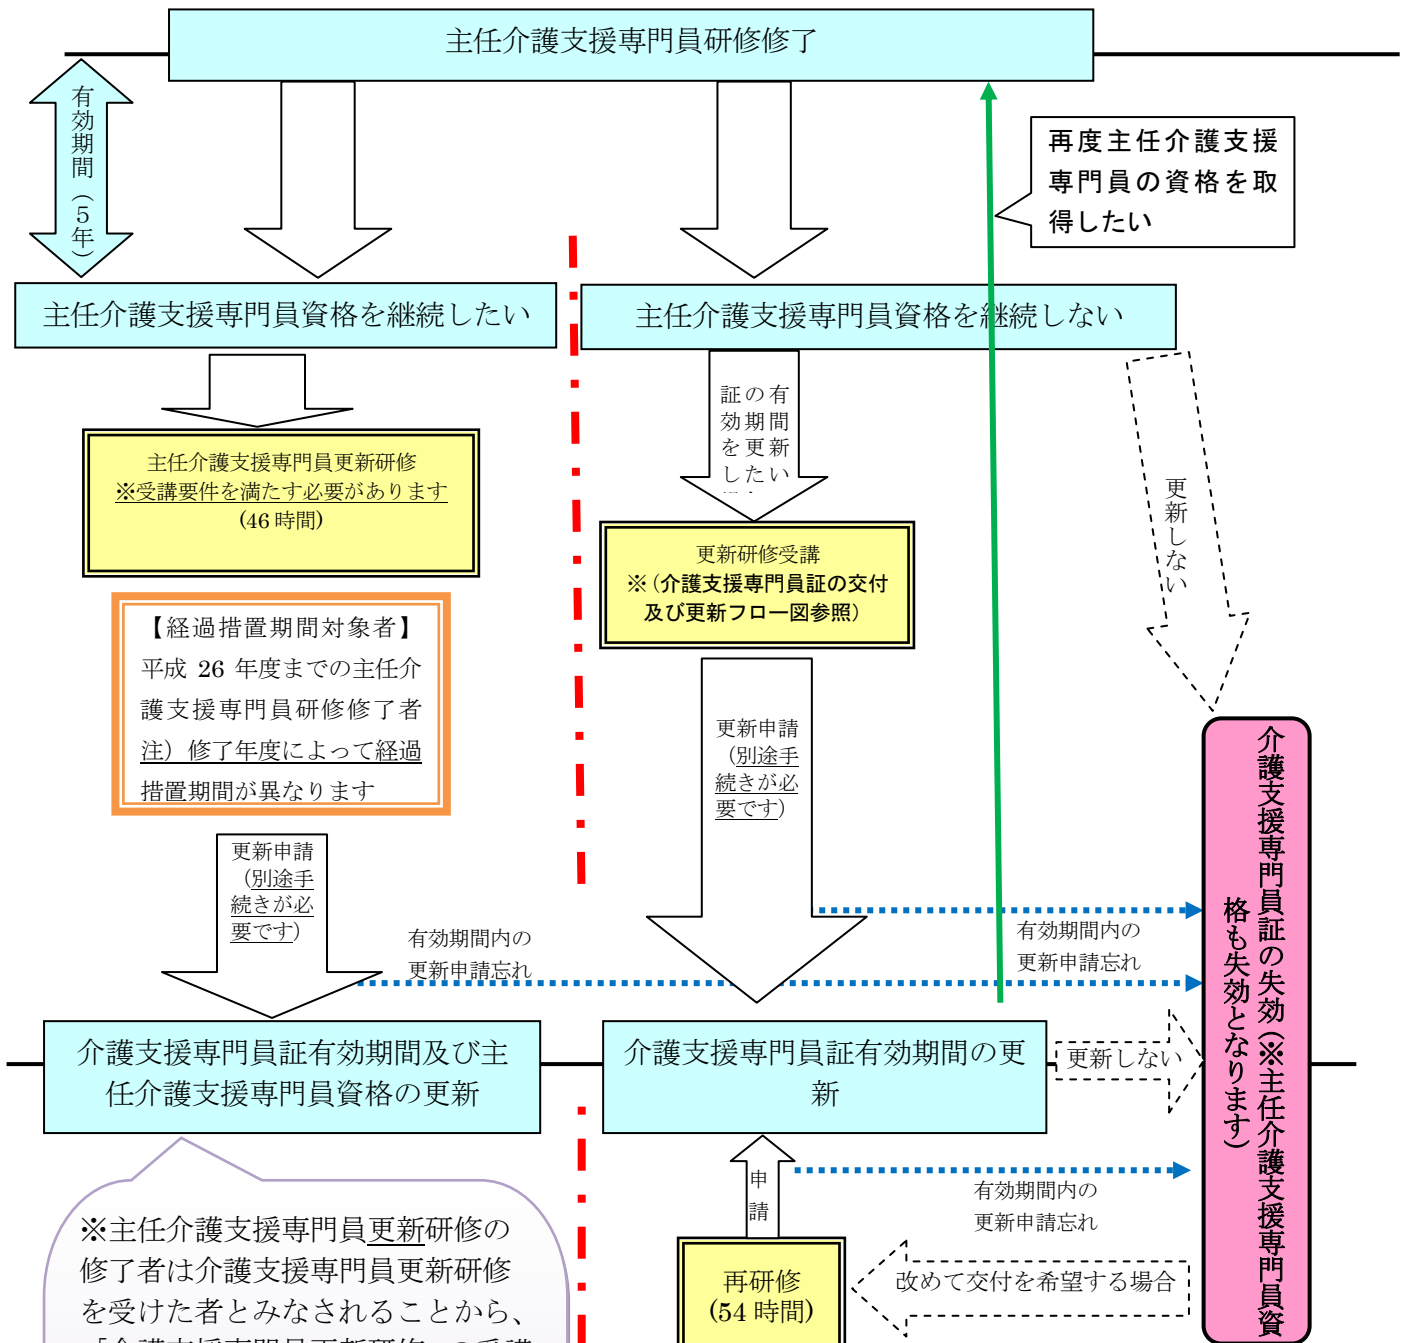 主任介護支援専門員研修修了
有効期間（５年）
再度主任介護支援
専門員の資格を取
得したい
主任介護支援専門員資格を継続したい
主任介護支援専門員資格を継続しない
証の有
効期間
を更新
したい
主任介護支援専門員更新研修
※受講要件を満たす必要があります
(46 時間)
更新しない
更新研修受講
※（介護支援専門員証の交付
及び更新フロー図参照）
【経過措置期間対象者】
平成 26 年度までの主任介
護支援専門員研修修了者
注）修了年度によって経過
措置期間が異なります
更新申請
（別途手
続きが必
要です）
更新申請
（別途手
続きが必
要です）
有効期間内の
更新申請忘れ
有効期間内の
更新申請忘れ
介護支援専門員証の失効（※主任介護支援専門員資
格も失効となります）
介護支援専門員証有効期間及び主
任介護支援専門員資格の更新
介護支援専門員証有効期間の更
新
更新しない
申
請
有効期間内の
更新申請忘れ
再研修
(54 時間)
改めて交付を希望する場合
※主任介護支援専門員更新研修の
修了者は介護支援専門員更新研修
を受けた者とみなされることから、
「介護支援専門員更新研修」の受講